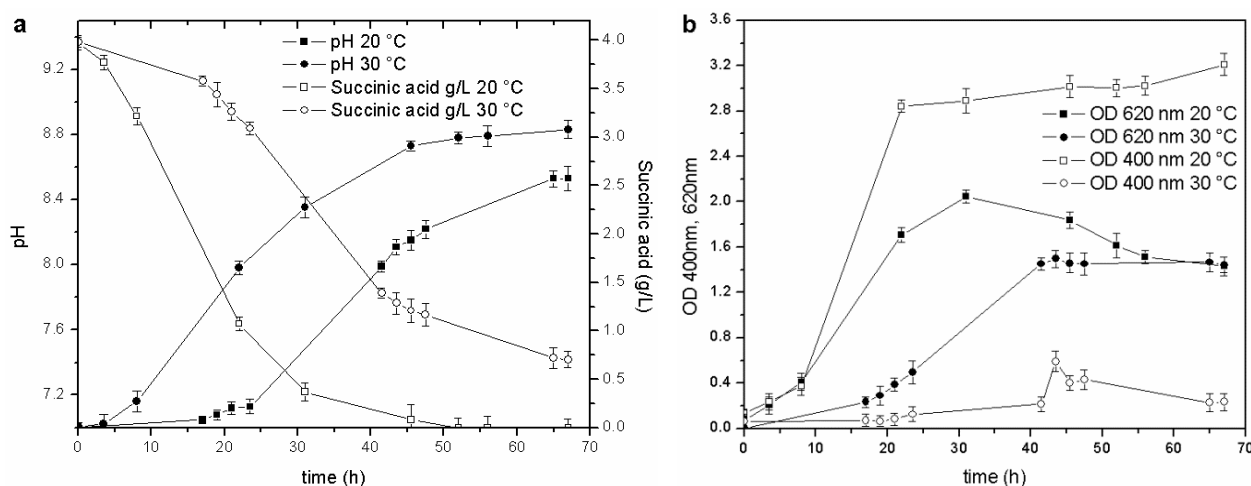 a
pH 20 °C
pH 30 °C
Succinic acid g/L 20 °C
Succinic acid g/L 30 °C
9.2
8.8
8.4
8.0
7.6
7.2
pH
4.0
3.5
3.0
2.5
2.0
1.5
1.0
0.5
0.0
Succinic acid (g/L)
0 10 20 30 40 50 60 70
time (h)
b
3.6
3.2
2.8
2.4
2.0
1.6
1.2
0.8
0.4
0.0
OD 400nm, 620nm
OD 620 nm 20 °C
OD 620 nm 30 °C
OD 400 nm 20 °C
OD 400 nm 30 °C
0 10 20 30 40 50 60 70
time (h)